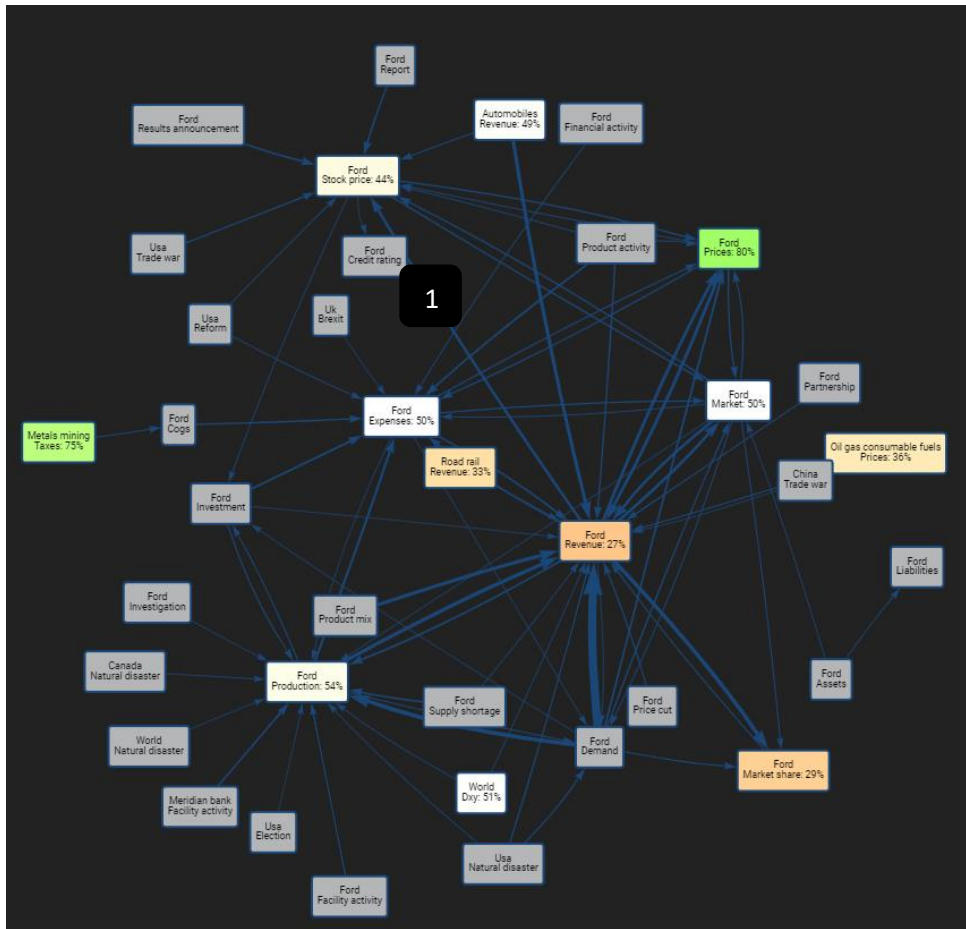 Ford
Report
Ford
Results announcement
Automobiles
Revenue: 49%
Ford
Financial activity
Ford
Stock price: 44%
Usa
Trade war
Ford
Credit rating
Ford
Product activity
Ford
Prices: 80%
1
Usa
Reform
Uk
Brexit
Ford
Expenses: 50%
Ford
Market: 50%
Ford
Partnership
Metals mining
Taxes: 75%
Ford
Cogs
Road rail
Revenue: 33%
Oil gas consumable fuels
Prices: 36%
China
Trade war
Ford
Investment
Ford
Revenue: 27%
Ford
Liabilities
Ford
Investigation
Ford
Product mix
Canada
Natural disaster
Ford
Production: 54%
Ford
Supply shortage
Ford
Price cut
Ford
Assets
World
Natural disaster
Ford
Demand
Ford
Market share: 29%
Meridian bank
Facility activity
World
Dxy: 51%
Usa
Election
Usa
Natural disaster
Ford
Facility activity